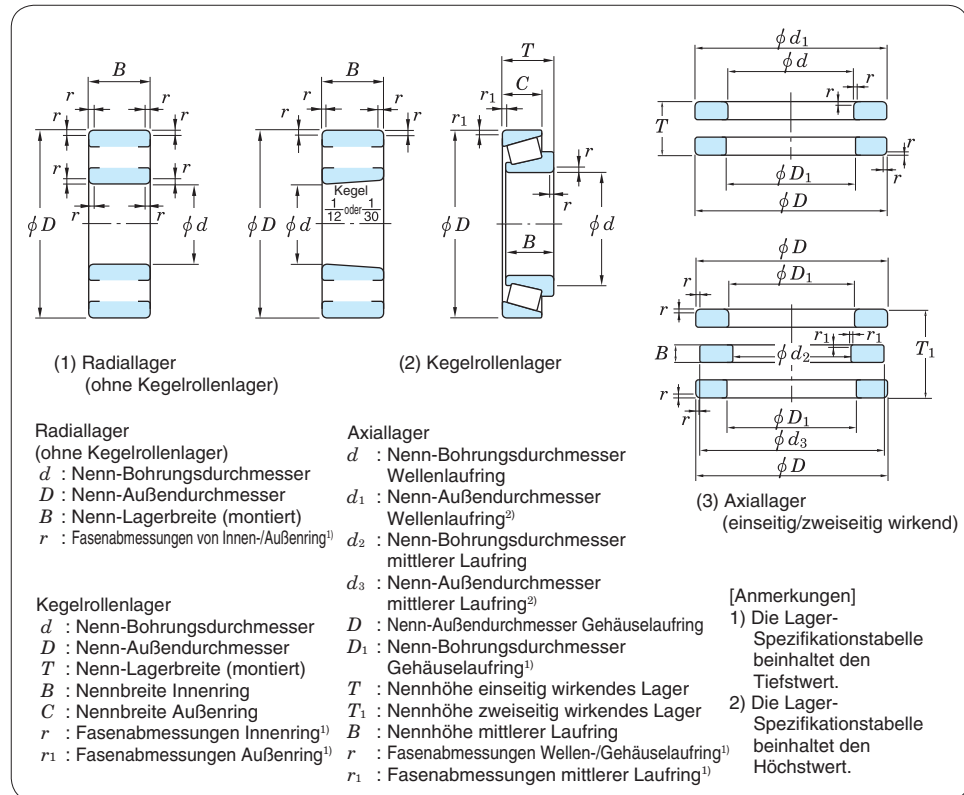 B
r
r
r
r
r
r
r
r
φD
φd
B
r
r
r
r
Kegel
1/12 oder 1/30
φD
φd
T
C
r1
r1
r
r
φD
φd
B
φd1
φd
r
r
T
r
r
φD1
φD
φD
φD1
r
r
r1
r1
B
φd2
T1
r
r
φD1
φd3
φD
(1) Radiallager
(ohne Kegelrollenlager)
(2) Kegelrollenlager
(3) Axiallager
(einseitig/zweiseitig wirkend)
Radiallager
(ohne Kegelrollenlager)
d : Nenn-Bohrungsdurchmesser
D : Nenn-Außendurchmesser
B : Nenn-Lagerbreite (montiert)
r : Fasenabmessungen von Innen-/Außenring1)
Kegelrollenlager
d : Nenn-Bohrungsdurchmesser
D : Nenn-Außendurchmesser
T : Nenn-Lagerbreite (montiert)
B : Nennbreite Innenring
C : Nennbreite Außenring
r : Fasenabmessungen Innenring1)
r1 : Fasenabmessungen Außenring1)
Axiallager
d : Nenn-Bohrungsdurchmesser
Wellenlaufring
d1 : Nenn-Außendurchmesser
Wellenlaufring2)
d2 : Nenn-Bohrungsdurchmesser
mittlerer Laufring
d3 : Nenn-Außendurchmesser
mittlerer Laufring2)
D : Nenn-Außendurchmesser Gehäuselaufring
D1 : Nenn-Bohrungsdurchmesser
Gehäuselaufring1)
T : Nennhöhe einseitig wirkendes Lager
T1 : Nennhöhe zweiseitig wirkendes Lager
B : Nennhöhe mittlerer Laufring
r : Fasenabmessungen Wellen-/Gehäuselaufring1)
r1 : Fasenabmessungen mittlerer Laufring1)
[Anmerkungen]
1) Die Lager-
Spezifikationstabelle
beinhaltet den
Tiefstwert.
2) Die Lager-
Spezifikationstabelle
beinhaltet den
Höchstwert.